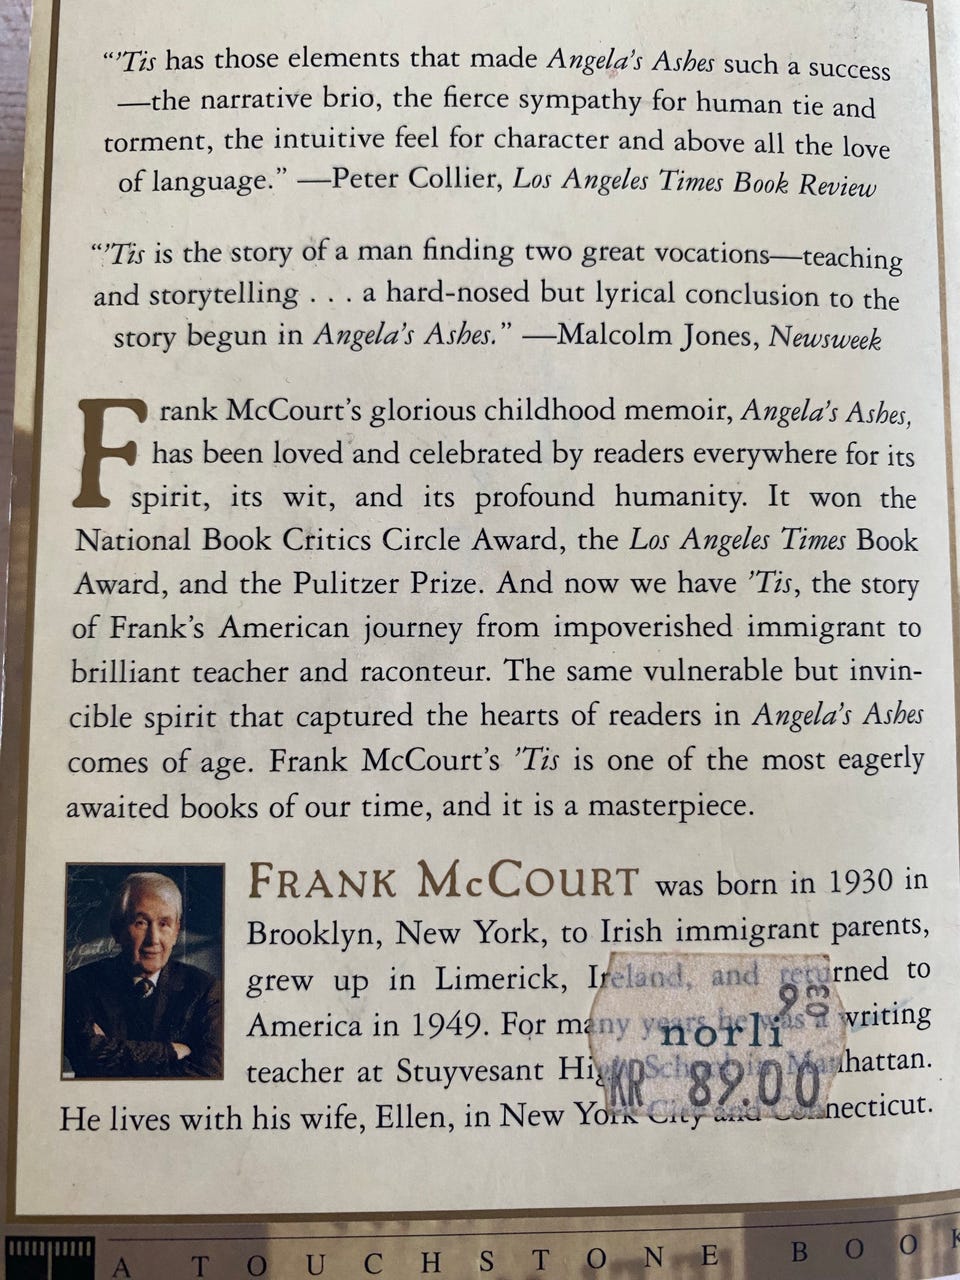 “’Tis has those elements that made Angela’s Ashes such a success
—the narrative brio, the fierce sympathy for human tie and
torment, the intuitive feel for character and above all the love
of language.” —Peter Collier, Los Angeles Times Book Review
“’Tis is the story of a man finding two great vocations—teaching
and storytelling . . . a hard-nosed but lyrical conclusion to the
story begun in Angela’s Ashes.” —Malcolm Jones, Newsweek
Frank McCourt’s glorious childhood memoir, Angela’s Ashes,
has been loved and celebrated by readers everywhere for its
spirit, its wit, and its profound humanity. It won the
National Book Critics Circle Award, the Los Angeles Times Book
Award, and the Pulitzer Prize. And now we have ’Tis, the story
of Frank’s American journey from impoverished immigrant to
brilliant teacher and raconteur. The same vulnerable but invin-
cible spirit that captured the hearts of readers in Angela’s Ashes
comes of age. Frank McCourt’s ’Tis is one of the most eagerly
awaited books of our time, and it is a masterpiece.
FRANK McCOURT was born in 1930 in
Brooklyn, New York, to Irish immigrant parents,
grew up in Limerick, Ireland, and returned to
America in 1949. For many years he was a writing
teacher at Stuyvesant High School in Manhattan.
He lives with his wife, Ellen, in New York City and Connecticut.
9 03
norli
KR 89.00
A TOUCHSTONE BOOK